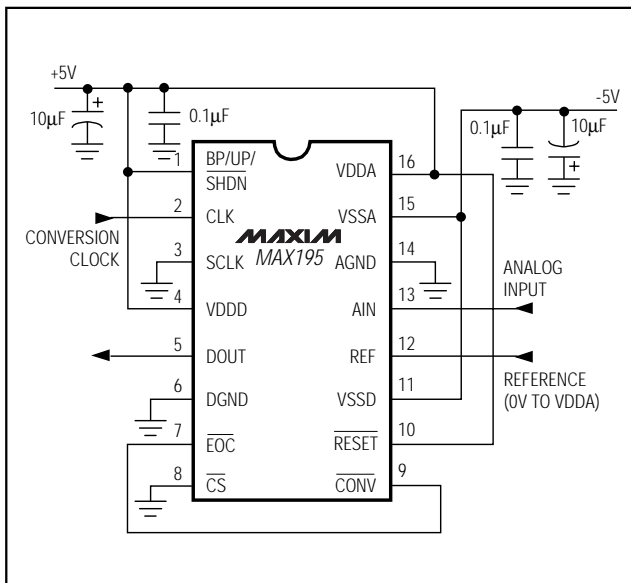 +5V
-5V
10µF
+
0.1µF
0.1µF
10µF
+
1
BP/UP/
SHDN
VDDA
16
2
CLK
VSSA
15
CONVERSION
CLOCK
MAXIM
MAX195
3
SCLK
AGND
14
ANALOG
INPUT
4
VDDD
AIN
13
5
DOUT
REF
12
REFERENCE
(0V TO VDDA)
6
DGND
VSSD
11
7
EOC
RESET
10
8
CS
CONV
9